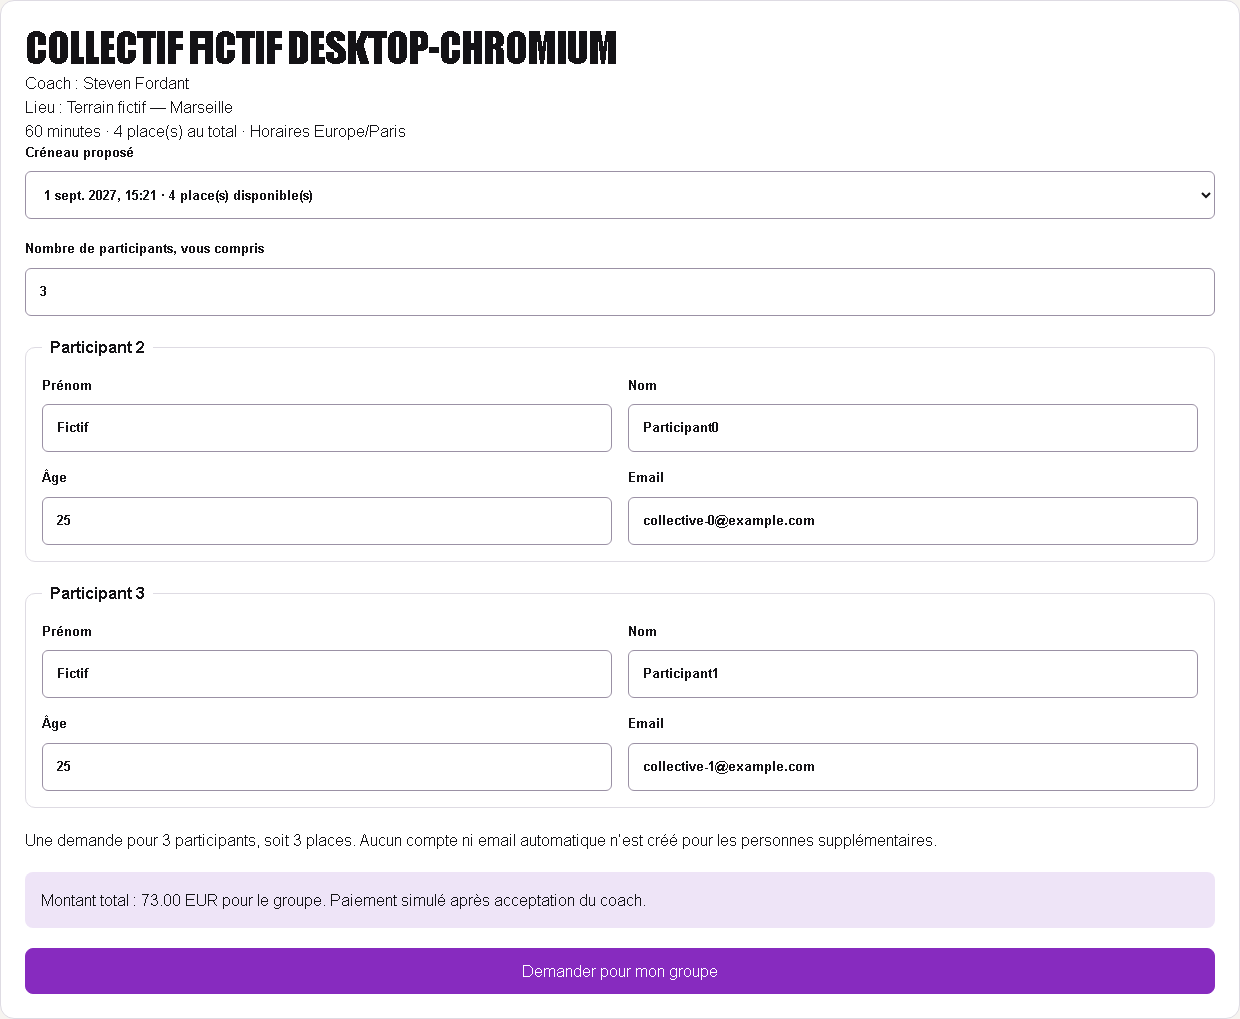 COLLECTIF FICTIF DESKTOP-CHROMIUM
Coach : Steven Fordant
Lieu : Terrain fictif — Marseille
60 minutes · 4 place(s) au total · Horaires Europe/Paris
Créneau proposé
1 sept. 2027, 15:21 · 4 place(s) disponible(s)
Nombre de participants, vous compris
3
Participant 2
Prénom Nom
Fictif Participant0
Âge Email
25 collective-0@example.com
Participant 3
Prénom Nom
Fictif Participant1
Âge Email
25 collective-1@example.com
Une demande pour 3 participants, soit 3 places. Aucun compte ni email automatique n’est créé pour les personnes supplémentaires.
Montant total : 73.00 EUR pour le groupe. Paiement simulé après acceptation du coach.
Demander pour mon groupe